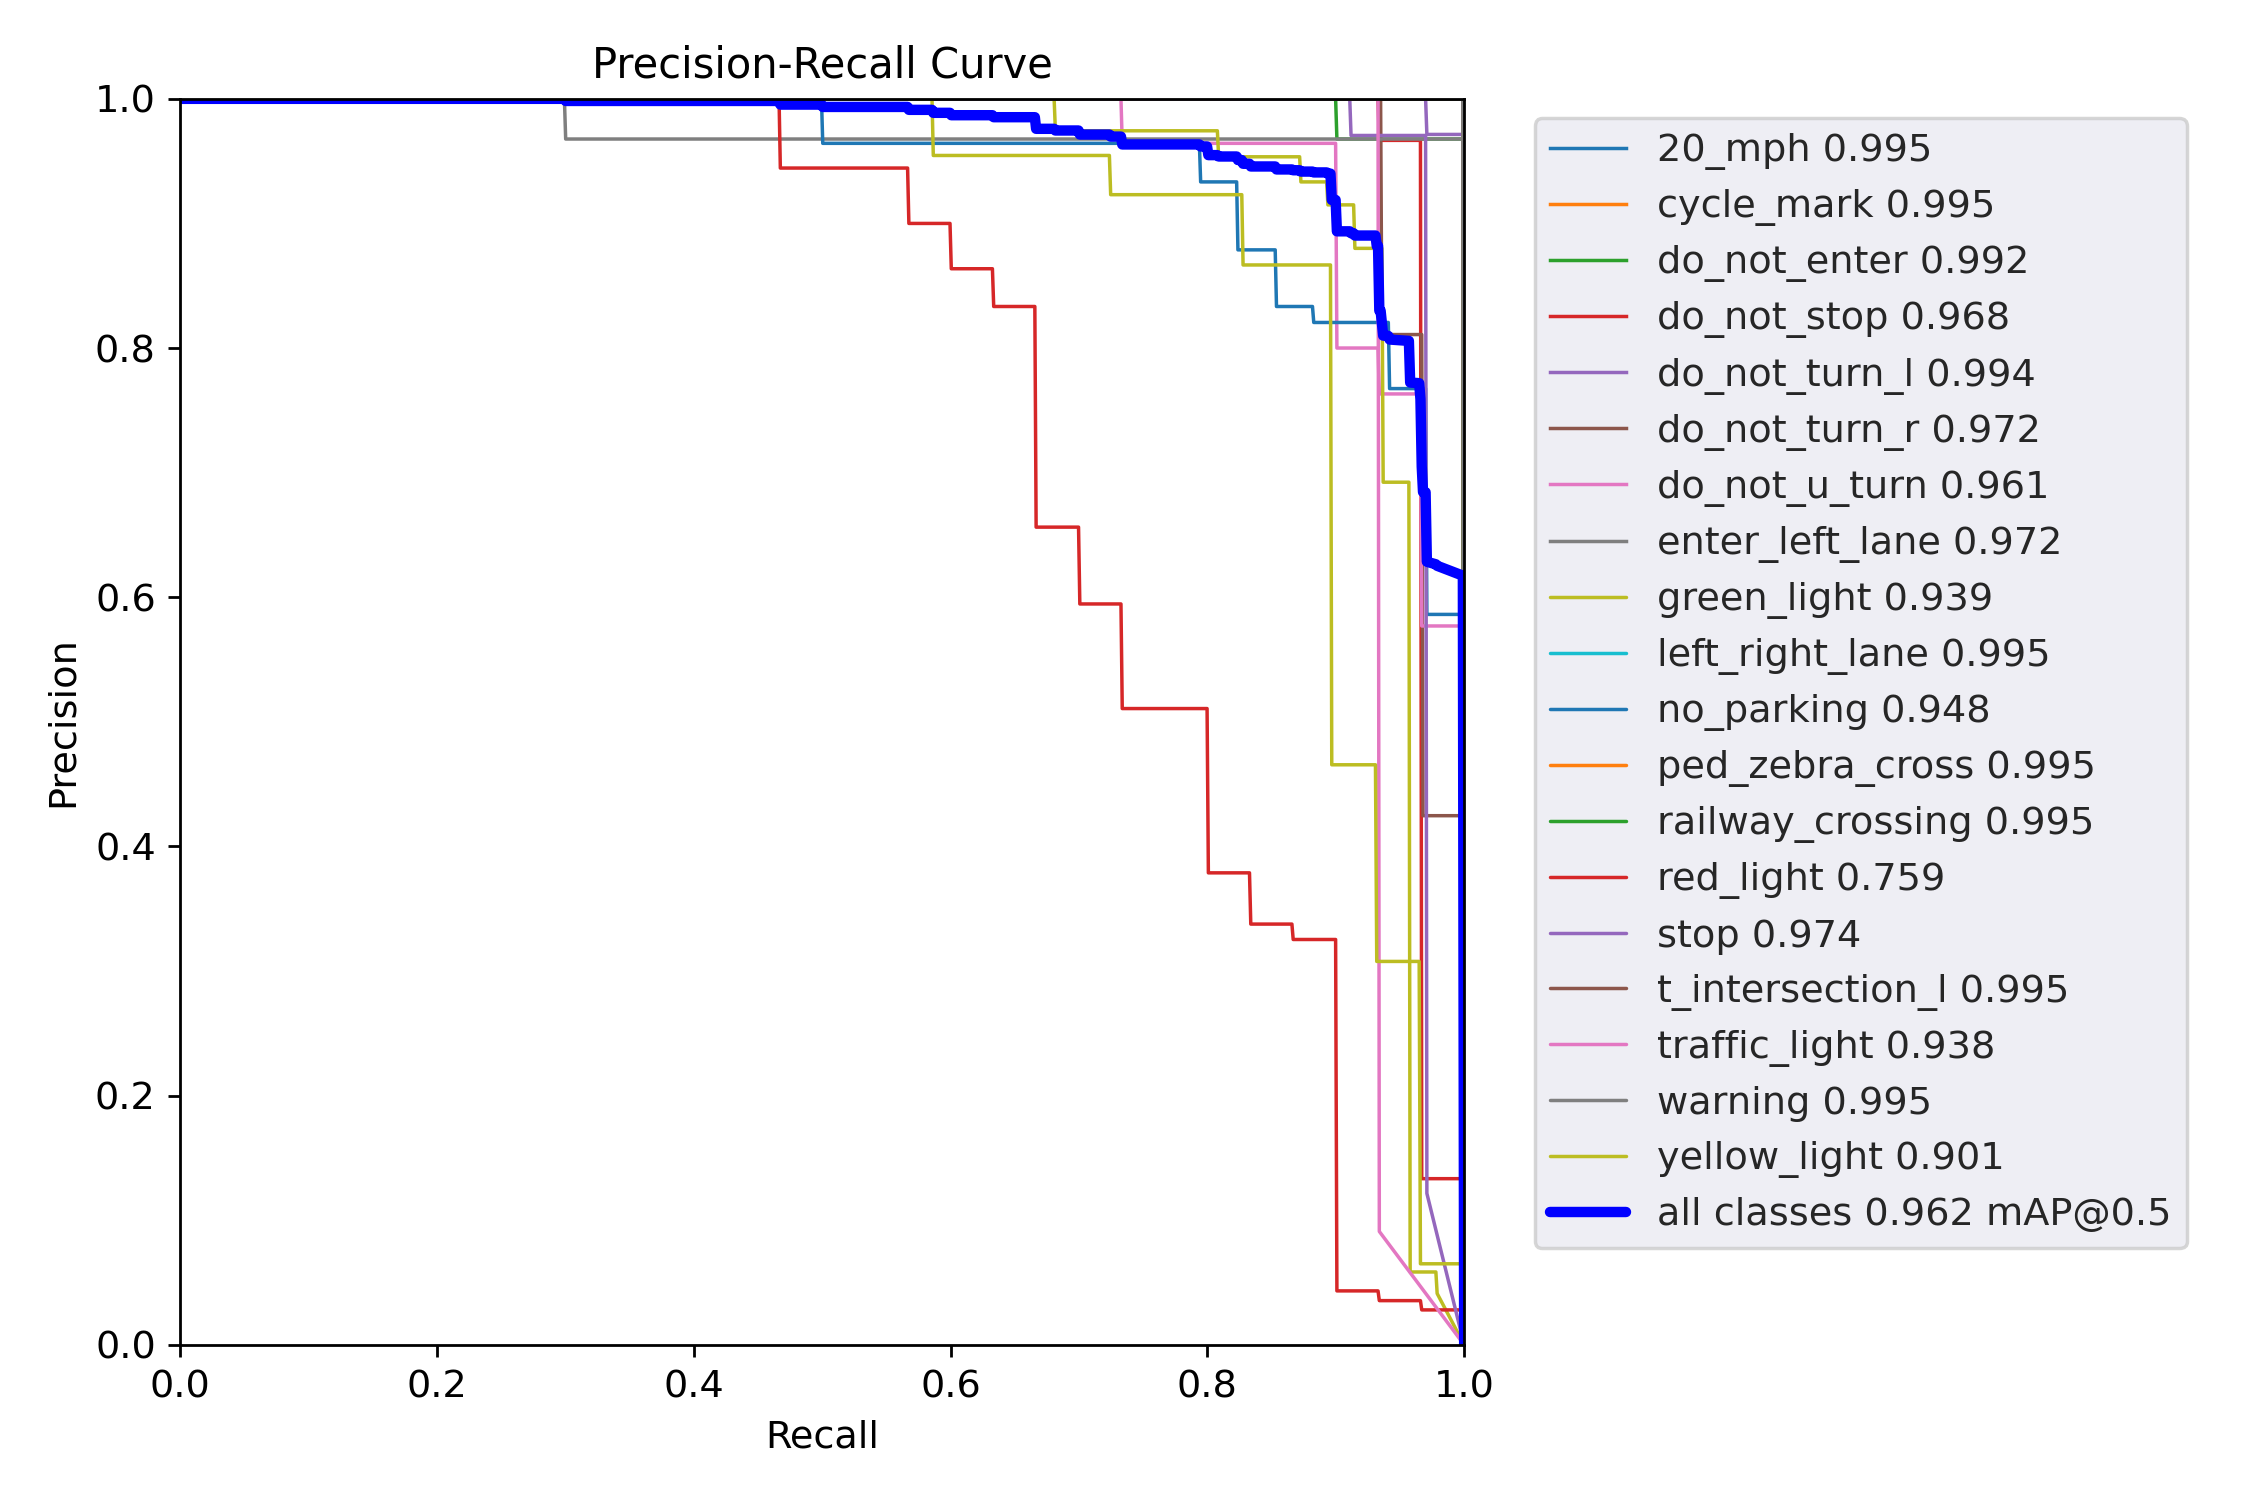 Precision-Recall Curve
1.0
0.8
0.6
0.4
0.2
0.0
Precision
0.0 0.2 0.4 0.6 0.8 1.0
Recall
20_mph 0.995
cycle_mark 0.995
do_not_enter 0.992
do_not_stop 0.968
do_not_turn_l 0.994
do_not_turn_r 0.972
do_not_u_turn 0.961
enter_left_lane 0.972
green_light 0.939
left_right_lane 0.995
no_parking 0.948
ped_zebra_cross 0.995
railway_crossing 0.995
red_light 0.759
stop 0.974
t_intersection_l 0.995
traffic_light 0.938
warning 0.995
yellow_light 0.901
all classes 0.962 mAP@0.5